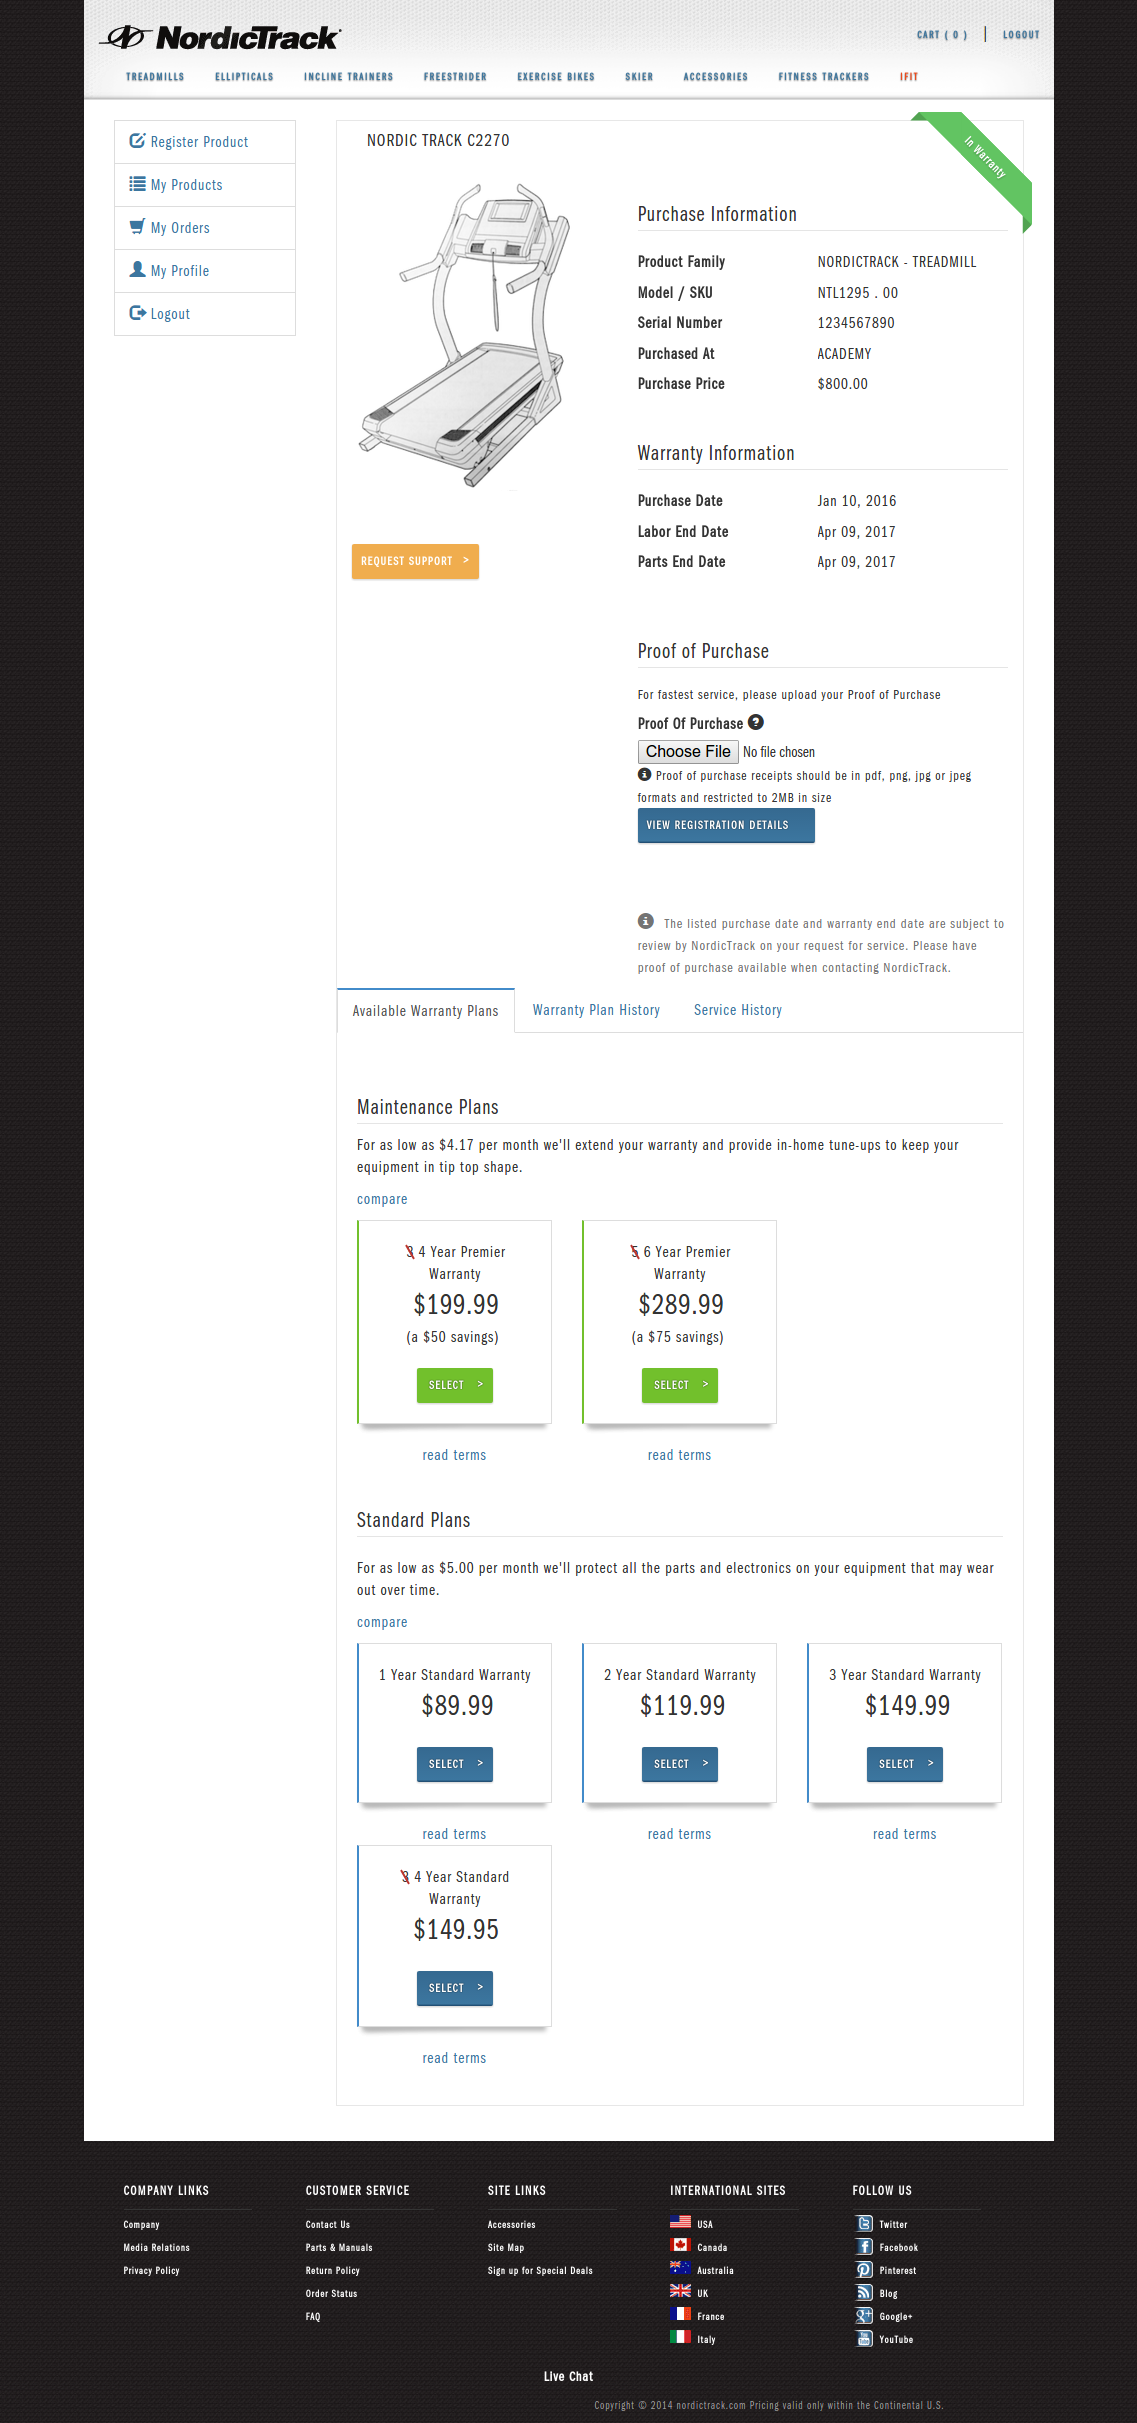 NordicTrack
CART ( 0 ) | LOGOUT
TREADMILLS ELLIPTICALS INCLINE TRAINERS FREESTRIDER EXERCISE BIKES SKIER ACCESSORIES FITNESS TRACKERS IFIT
Register Product
My Products
My Orders
My Profile
Logout
NORDIC TRACK C2270
In Warranty
Purchase Information
Product Family NORDICTRACK - TREADMILL
Model / SKU NTL1295 . 00
Serial Number 1234567890
Purchased At ACADEMY
Purchase Price $800.00
Warranty Information
Purchase Date Jan 10, 2016
Labor End Date Apr 09, 2017
Parts End Date Apr 09, 2017
REQUEST SUPPORT >
Proof of Purchase
For fastest service, please upload your Proof of Purchase
Proof Of Purchase ?
Choose File No file chosen
Proof of purchase receipts should be in pdf, png, jpg or jpeg
formats and restricted to 2MB in size
VIEW REGISTRATION DETAILS
The listed purchase date and warranty end date are subject to
review by NordicTrack on your request for service. Please have
proof of purchase available when contacting NordicTrack.
Available Warranty Plans Warranty Plan History Service History
Maintenance Plans
For as low as $4.17 per month we'll extend your warranty and provide in-home tune-ups to keep your
equipment in tip top shape.
compare
3 4 Year Premier
Warranty
$199.99
(a $50 savings)
SELECT >
read terms
5 6 Year Premier
Warranty
$289.99
(a $75 savings)
SELECT >
read terms
Standard Plans
For as low as $5.00 per month we'll protect all the parts and electronics on your equipment that may wear
out over time.
compare
1 Year Standard Warranty
$89.99
SELECT >
read terms
2 Year Standard Warranty
$119.99
SELECT >
read terms
3 Year Standard Warranty
$149.99
SELECT >
read terms
3 4 Year Standard
Warranty
$149.95
SELECT >
read terms
COMPANY LINKS
Company
Media Relations
Privacy Policy
CUSTOMER SERVICE
Contact Us
Parts & Manuals
Return Policy
Order Status
FAQ
SITE LINKS
Accessories
Site Map
Sign up for Special Deals
INTERNATIONAL SITES
USA
Canada
Australia
UK
France
Italy
FOLLOW US
Twitter
Facebook
Pinterest
Blog
Google+
YouTube
Live Chat
Copyright © 2014 nordictrack.com Pricing valid only within the Continental U.S.